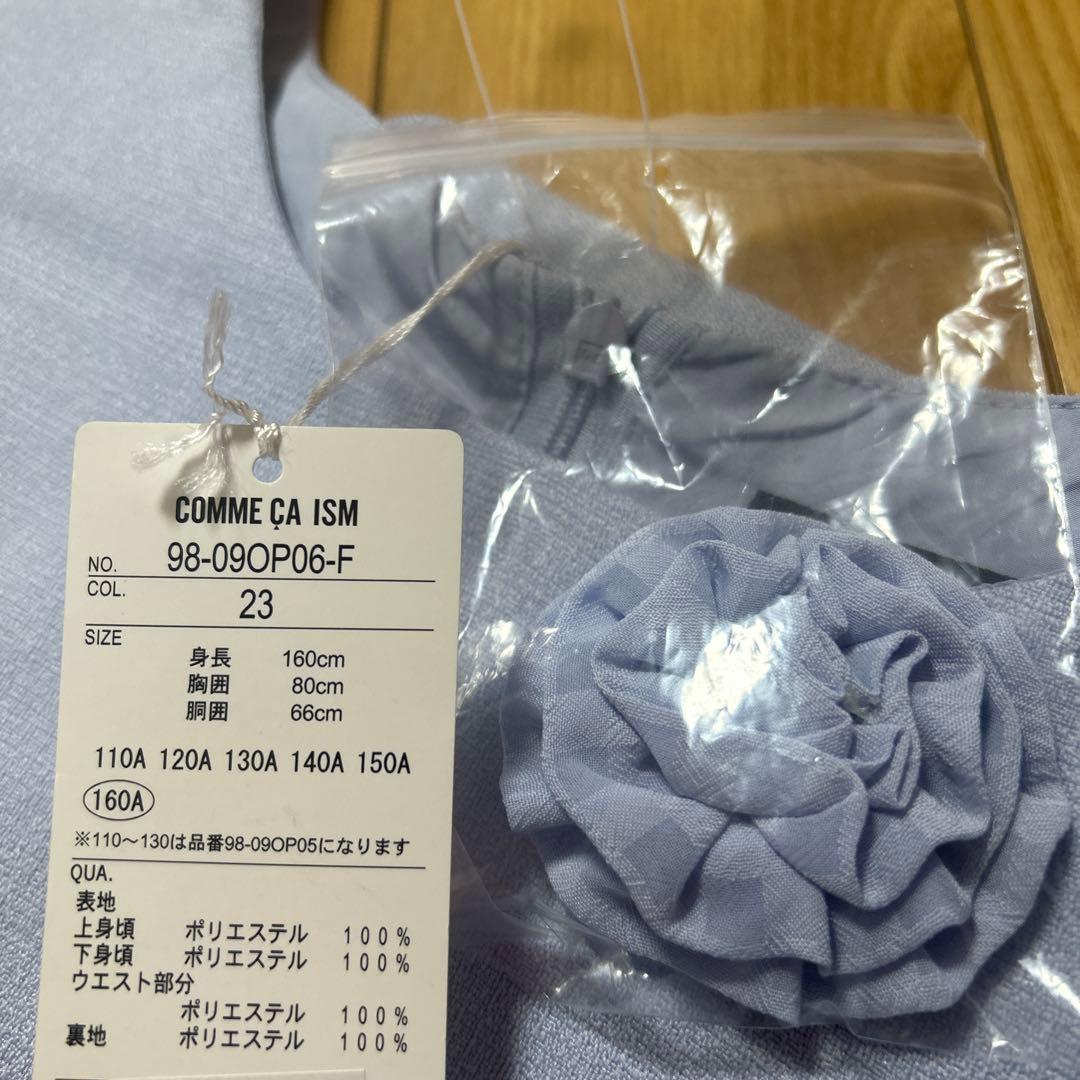 COMME ÇA ISM
NO. 98-09OP06-F
COL. 23
SIZE
身長 160cm
胸囲 80cm
胴囲 66cm
110A 120A 130A 140A 150A
160A
※110～130は品番98-09OP05になります
QUA.
表地
上身頃 ポリエステル 100%
下身頃 ポリエステル 100%
ウエスト部分
ポリエステル 100%
裏地 ポリエステル 100%